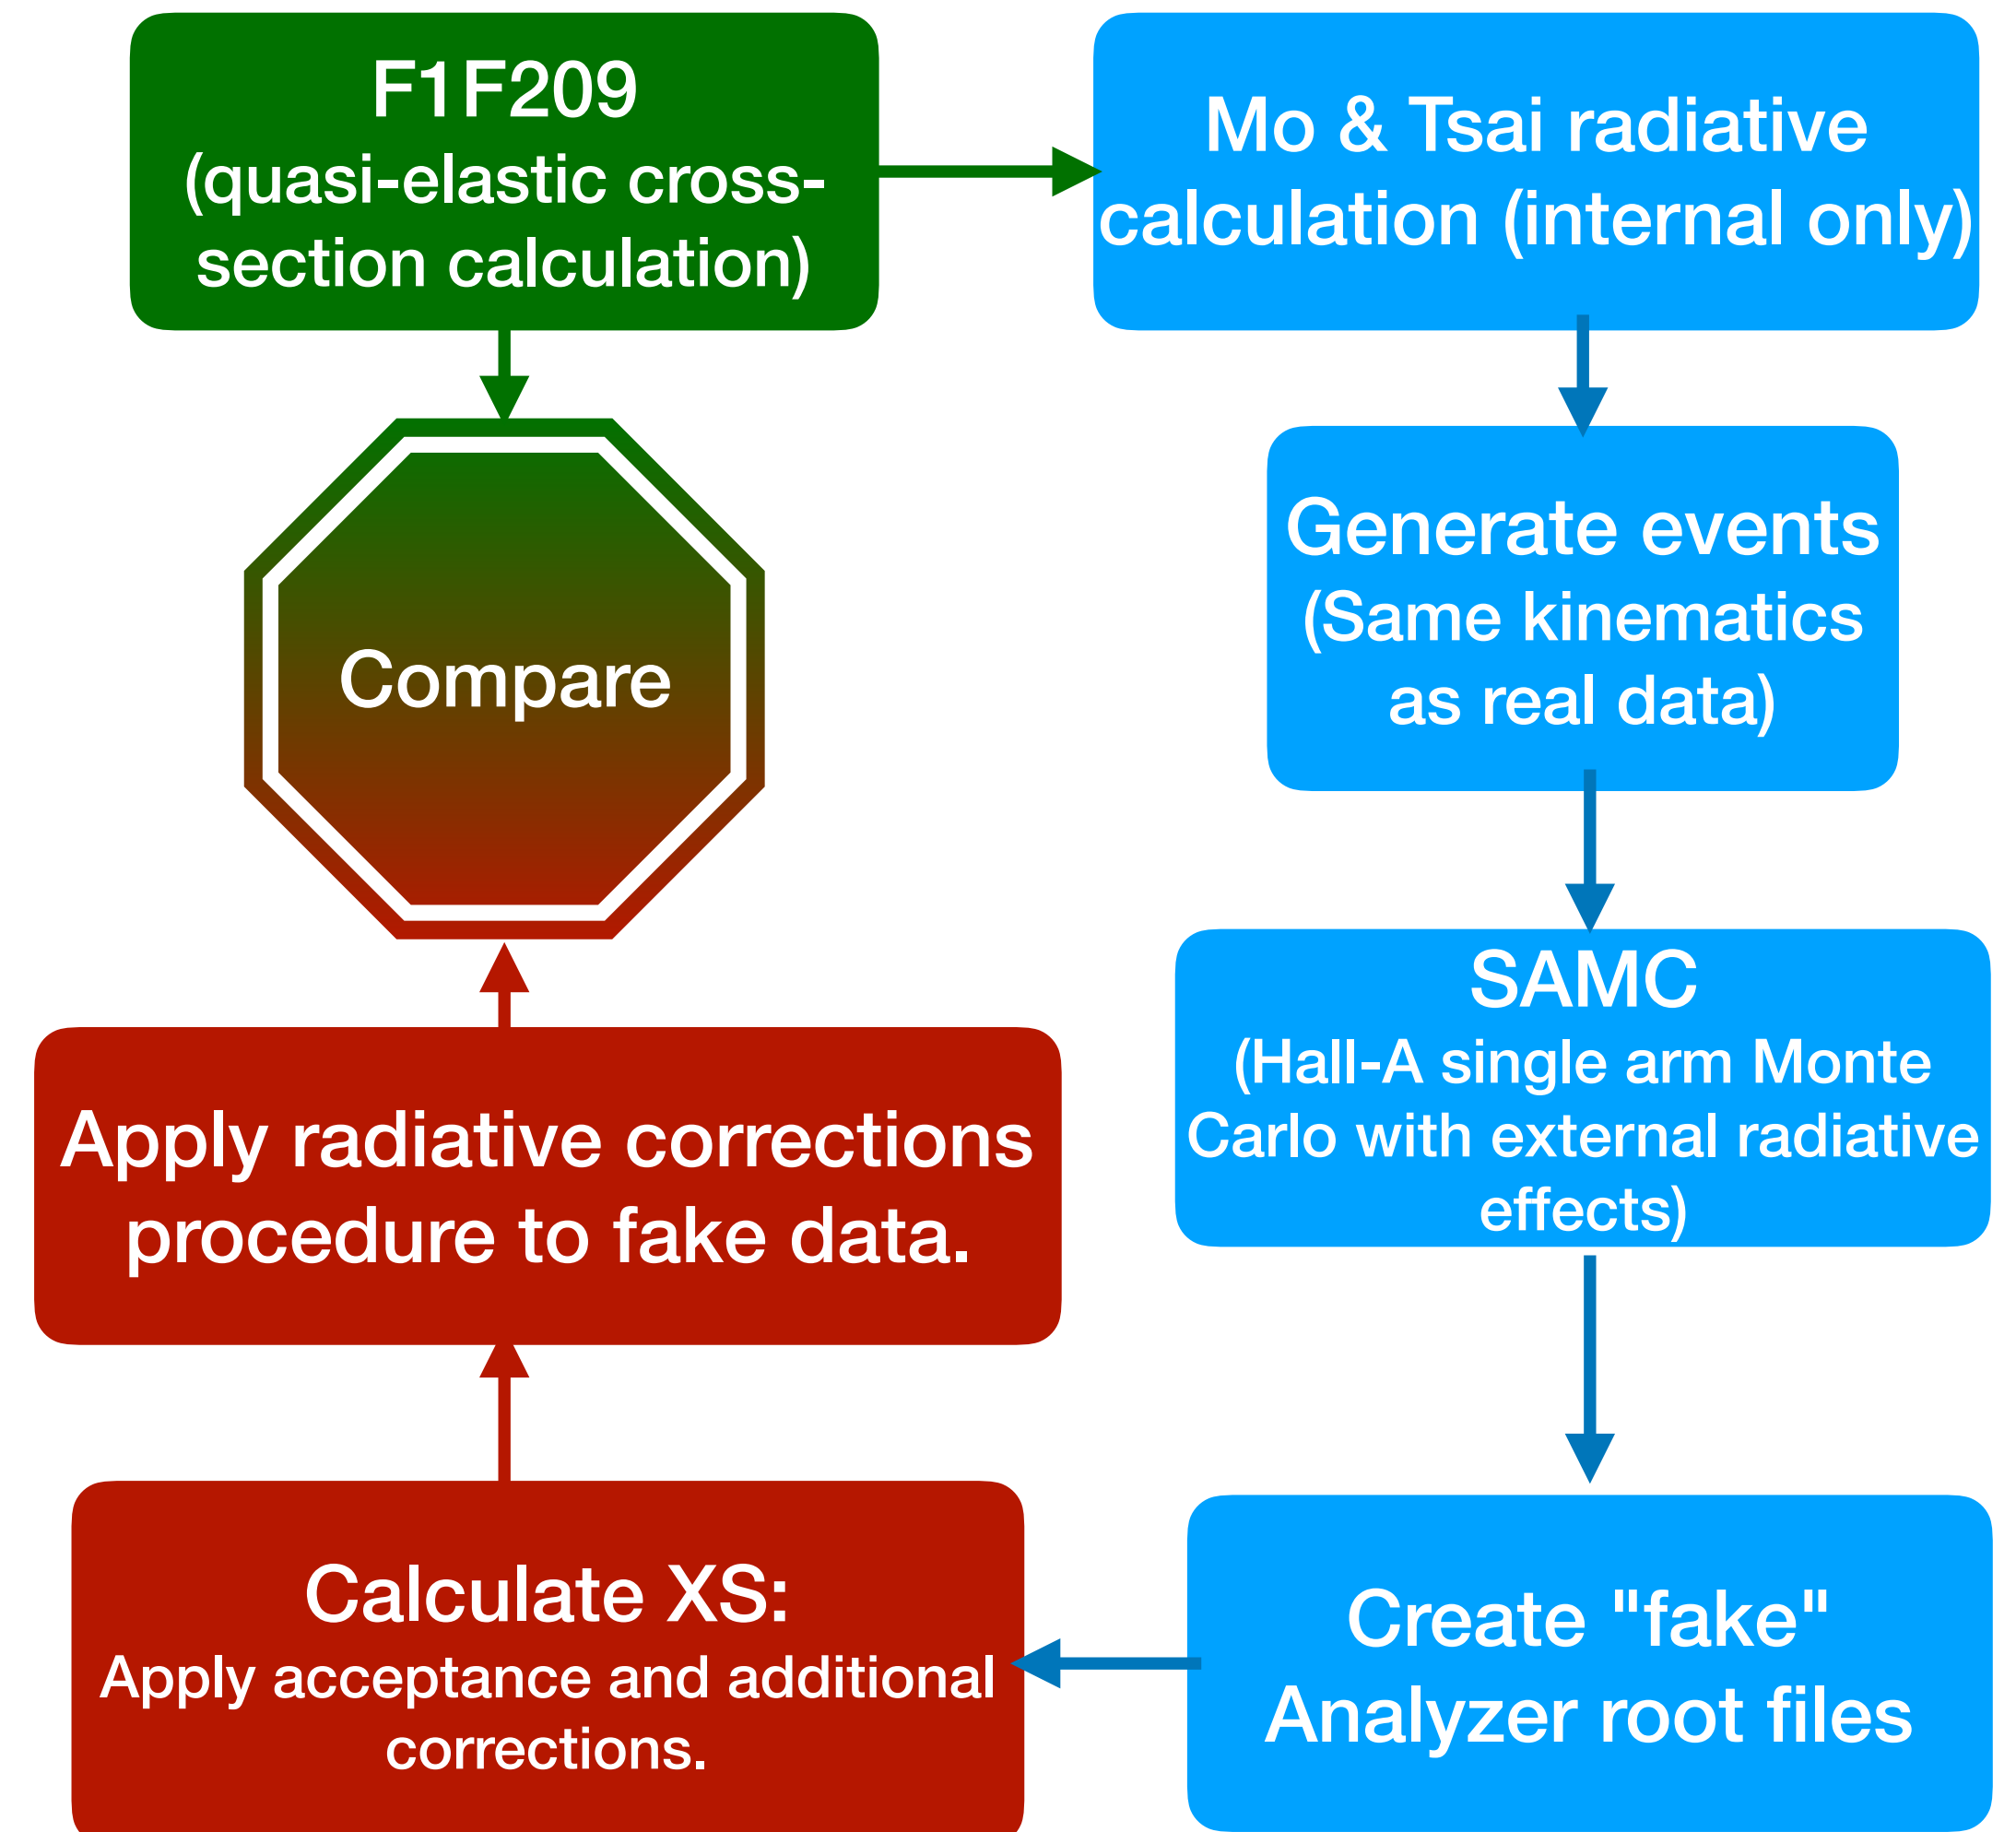 F1F209
(quasi-elastic cross-
section calculation)
Mo & Tsai radiative
calculation (internal only)
Generate events
(Same kinematics
as real data)
Compare
SAMC
(Hall-A single arm Monte
Carlo with external radiative
effects)
Apply radiative corrections
procedure to fake data.
Calculate XS:
Apply acceptance and additional
corrections.
Create "fake"
Analyzer root files